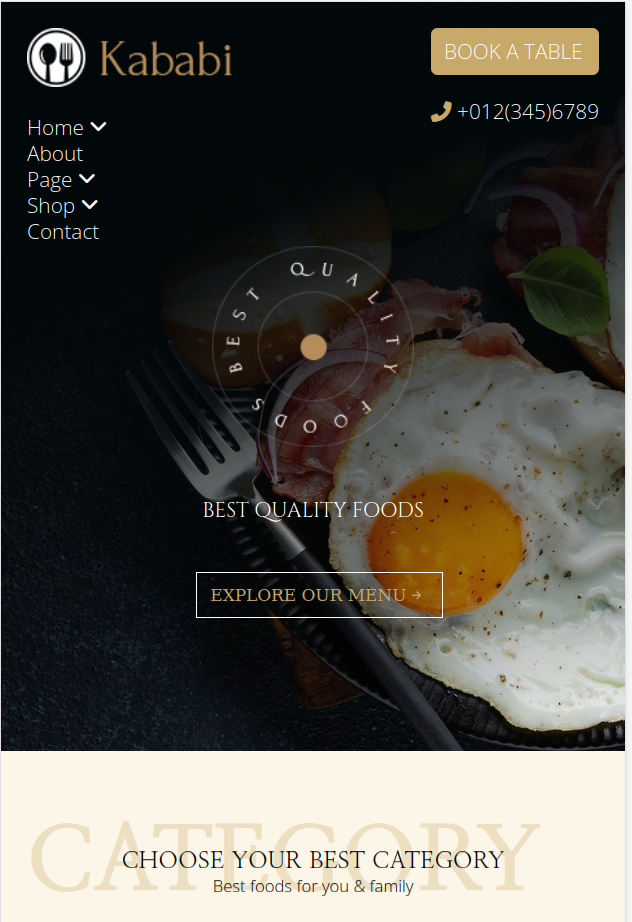 Kababi
BOOK A TABLE
+012(345)6789
Home
About
Page
Shop
Contact
BEST QUALITY FOODS
BEST QUALITY FOODS
EXPLORE OUR MENU →
CATEGORY
CHOOSE YOUR BEST CATEGORY
Best foods for you & family